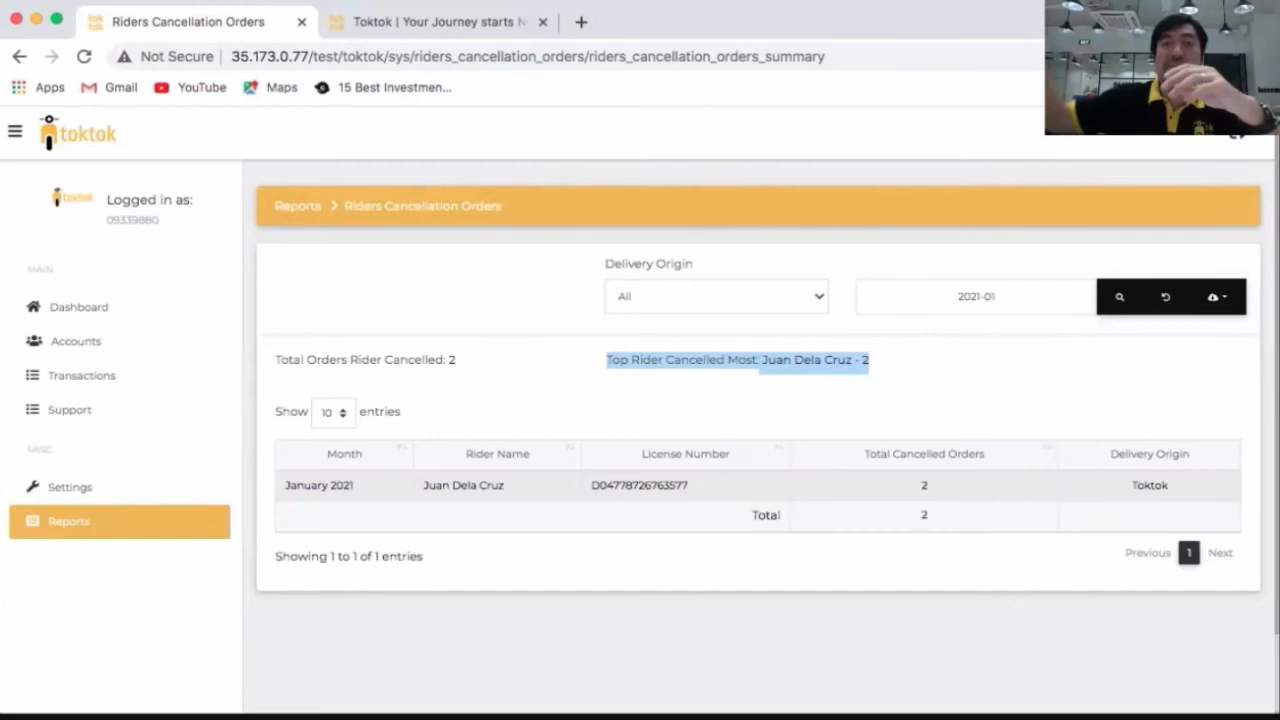 Riders Cancellation Orders
Toktok | Your Journey starts N
Not Secure
35.173.0.77/test/toktok/sys/riders_cancellation_orders/riders_cancellation_orders_summary
Apps
Gmail
YouTube
Maps
15 Best Investmen...
toktok
toktok
Logged in as:
09339880
MAIN
Dashboard
Accounts
Transactions
Support
MISC
Settings
Reports
Reports > Riders Cancellation Orders
Delivery Origin
All
2021-01
Total Orders Rider Cancelled: 2
Top Rider Cancelled Most: Juan Dela Cruz - 2
Show 10 entries
Month Rider Name License Number Total Cancelled Orders Delivery Origin
January 2021 Juan Dela Cruz D04778726763577 2 Toktok
Total 2
Showing 1 to 1 of 1 entries
Previous 1 Next